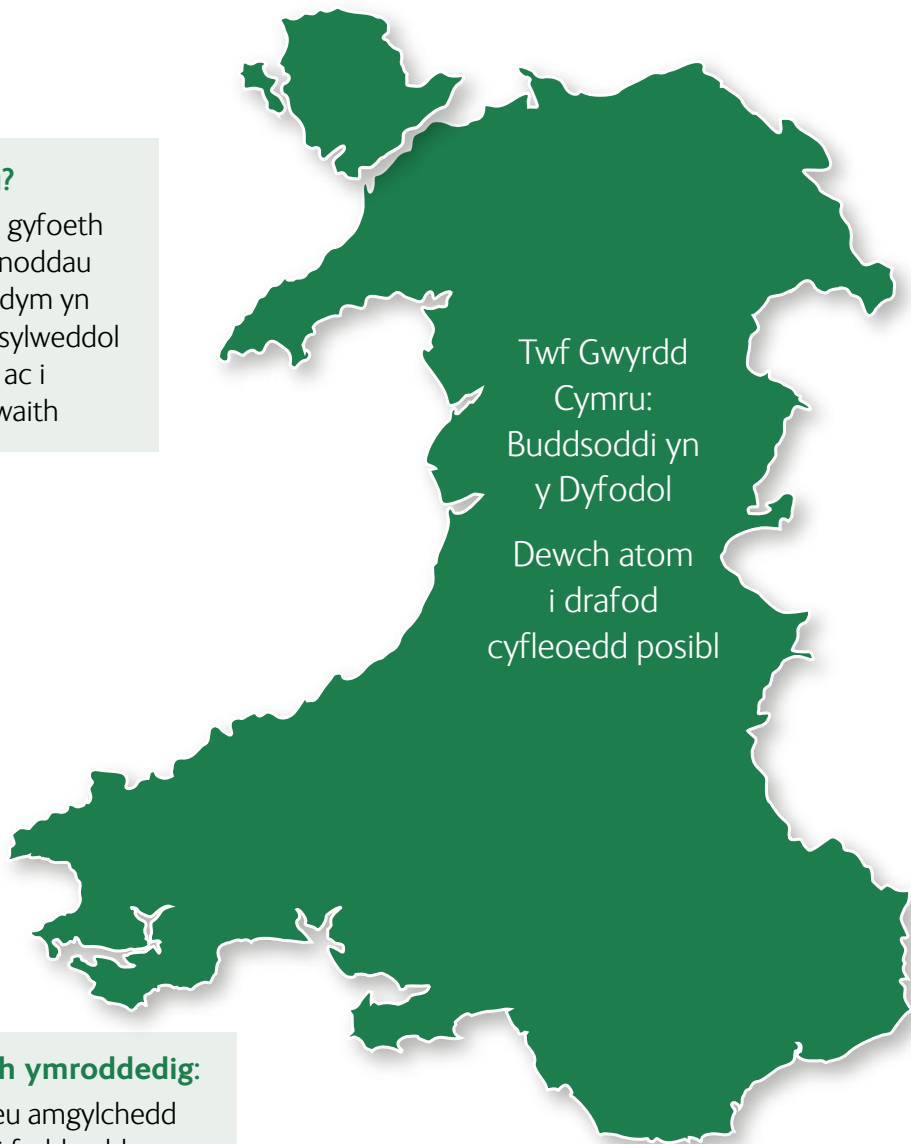 ?
gyfoeth
noddau
dym yn
sylweddol
ac i
waith
Twf Gwyrdd
Cymru:
Buddsoddi yn
y Dyfodol
Dewch atom
i drafod
cyfleoedd posibl
h ymroddedig:
eu amgylchedd